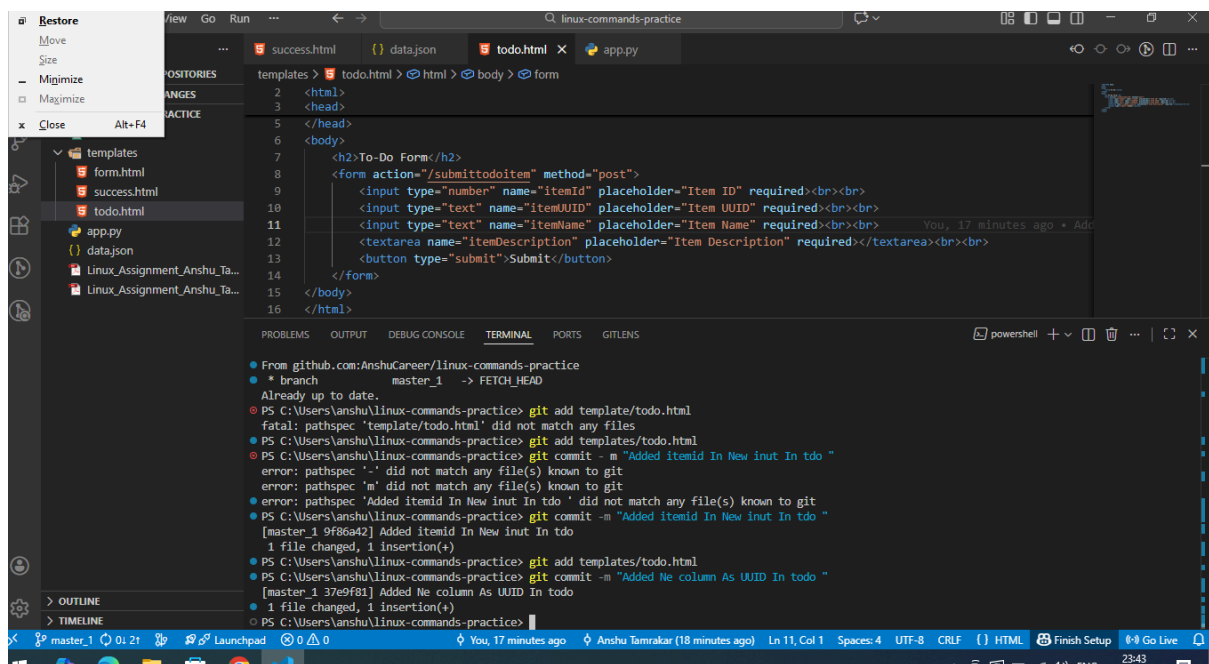 Restore
Move
Size
Minimize
Maximize
Close Alt+F4
View Go Run ··· linux-commands-practice
success.html {} data.json todo.html app.py
templates > todo.html > html > body > form
2 <html>
3 <head>
5 </head>
6 <body>
7 <h2>To-Do Form</h2>
8 <form action="/submittodoitem" method="post">
9 <input type="number" name="itemId" placeholder="Item ID" required><br><br>
10 <input type="text" name="itemUUID" placeholder="Item UUID" required><br><br>
11 <input type="text" name="itemName" placeholder="Item Name" required><br><br> You, 17 minutes ago • Add
12 <textarea name="itemDescription" placeholder="Item Description" required></textarea><br><br>
13 <button type="submit">Submit</button>
14 </form>
15 </body>
16 </html>
templates
form.html
success.html
todo.html
app.py
{} data.json
Linux_Assignment_Anshu_Ta...
Linux_Assignment_Anshu_Ta...
PROBLEMS OUTPUT DEBUG CONSOLE TERMINAL PORTS GITLENS powershell
From github.com:AnshuCareer/linux-commands-practice
* branch master_1 -> FETCH_HEAD
Already up to date.
PS C:\Users\anshu\linux-commands-practice> git add template/todo.html
fatal: pathspec 'template/todo.html' did not match any files
PS C:\Users\anshu\linux-commands-practice> git add templates/todo.html
PS C:\Users\anshu\linux-commands-practice> git commit - m "Added itemid In New inut In tdo "
error: pathspec '-' did not match any file(s) known to git
error: pathspec 'm' did not match any file(s) known to git
error: pathspec 'Added itemid In New inut In tdo ' did not match any file(s) known to git
PS C:\Users\anshu\linux-commands-practice> git commit -m "Added itemid In New inut In tdo "
[master_1 9f86a42] Added itemid In New inut In tdo
1 file changed, 1 insertion(+)
PS C:\Users\anshu\linux-commands-practice> git add templates/todo.html
PS C:\Users\anshu\linux-commands-practice> git commit -m "Added Ne column As UUID In todo "
[master_1 37e9f81] Added Ne column As UUID In todo
1 file changed, 1 insertion(+)
PS C:\Users\anshu\linux-commands-practice>
> OUTLINE
> TIMELINE
master_1 0↓ 2↑ Launchpad 0 0 You, 17 minutes ago Anshu Tamrakar (18 minutes ago) Ln 11, Col 1 Spaces: 4 UTF-8 CRLF {} HTML Finish Setup Go Live
23:43